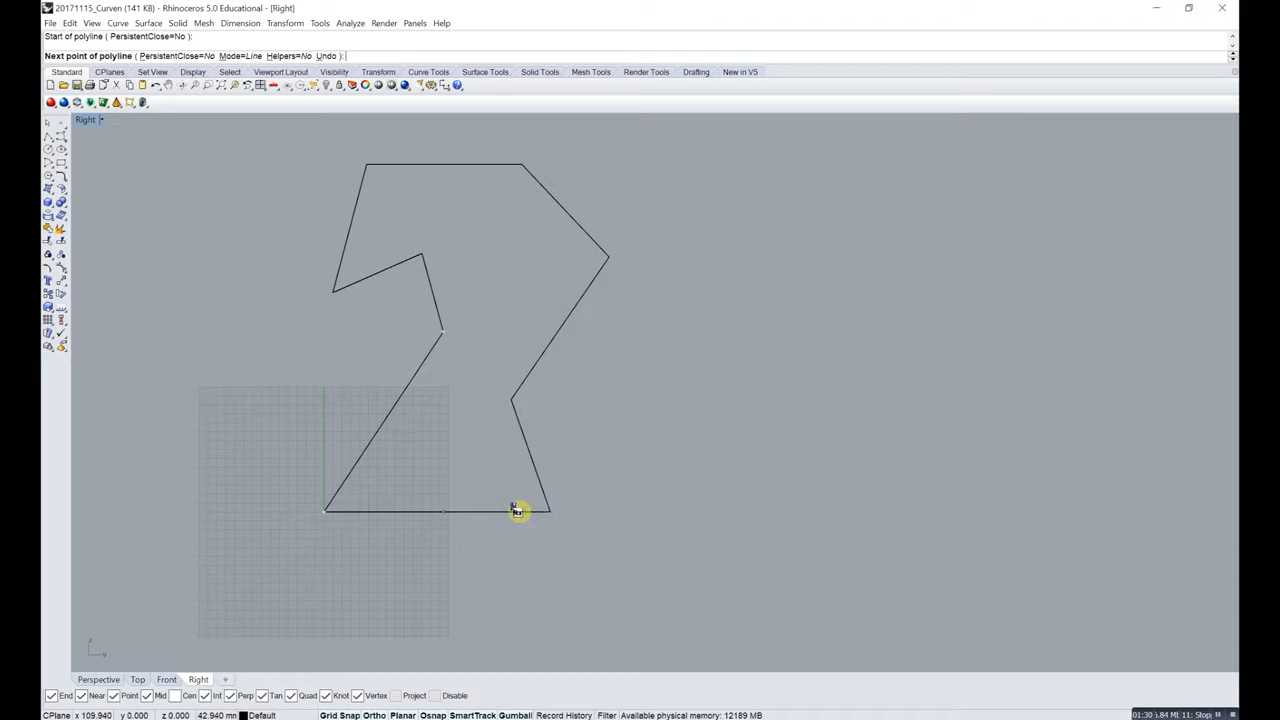 20171115_Curven (141 KB) - Rhinoceros 5.0 Educational - [Right]
File Edit View Curve Surface Solid Mesh Dimension Transform Tools Analyze Render Panels Help
Start of polyline ( PersistentClose=No ):
Next point of polyline ( PersistentClose=No Mode=Line Helpers=No Undo ):
Standard CPlanes Set View Display Select Viewport Layout Visibility Transform Curve Tools Surface Tools Solid Tools Mesh Tools Render Tools Drafting New in V5
Right
z
y
Perspective Top Front Right
End Near Point Mid Cen Int Perp Tan Quad Knot Vertex Project Disable
CPlane x 109.940 y 0.000 z 0.000 42.940 mn Default Grid Snap Ortho Planar Osnap SmartTrack Gumball Record History Filter Available physical memory: 12189 MB